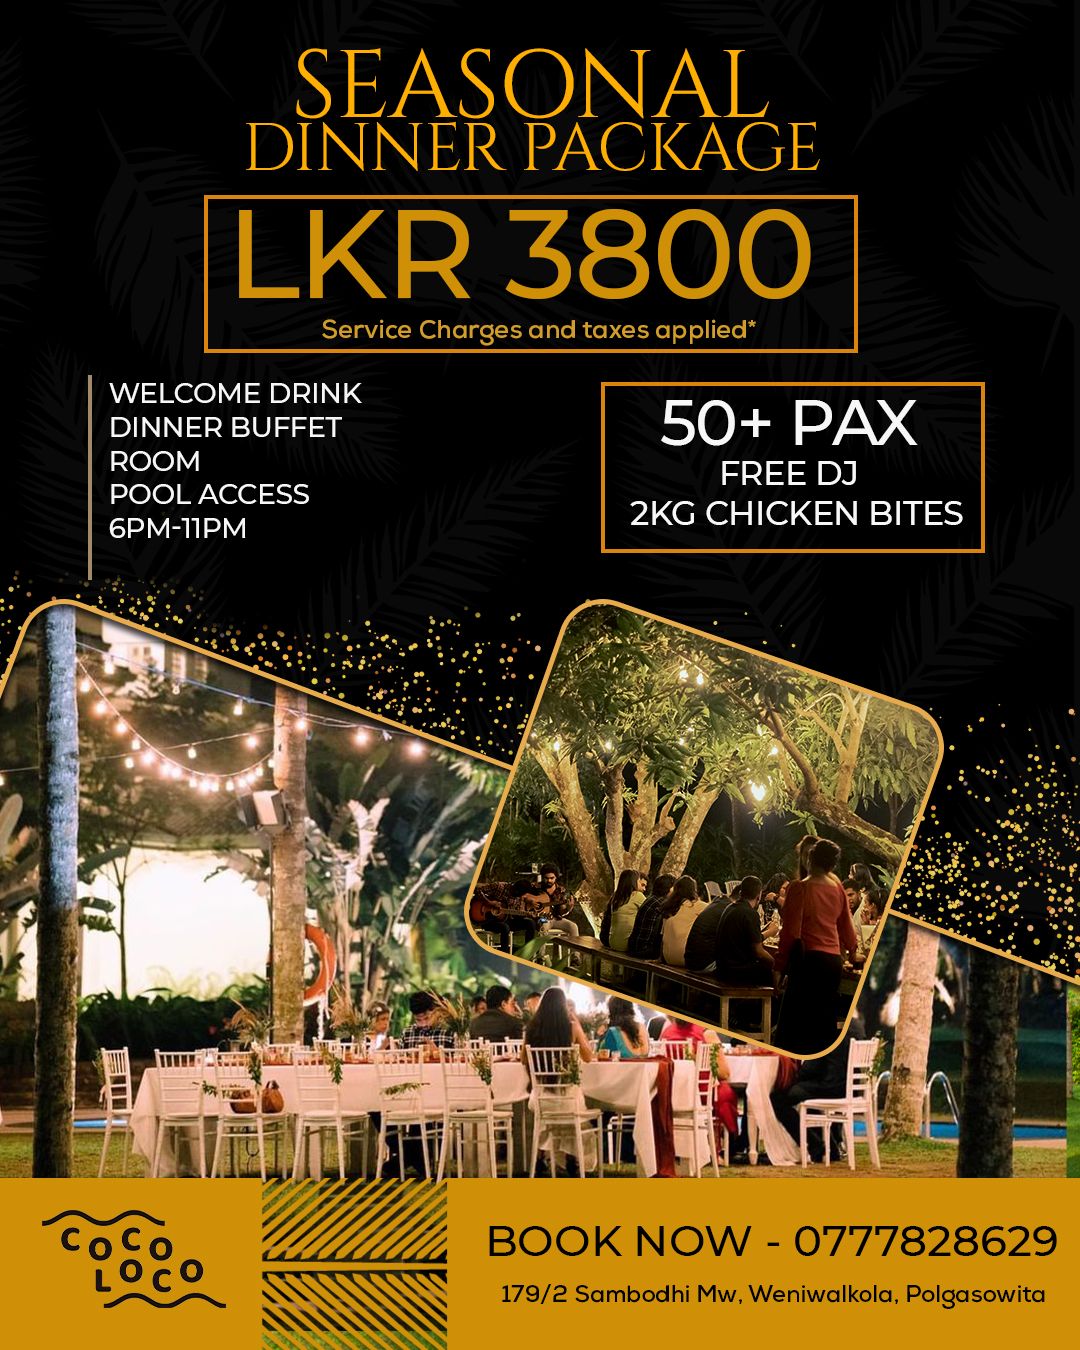 SEASONAL
DINNER PACKAGE
LKR 3800
Service Charges and taxes applied*
WELCOME DRINK
DINNER BUFFET
ROOM
POOL ACCESS
6PM-11PM
50+ PAX
FREE DJ
2KG CHICKEN BITES
COCO
LOCO
BOOK NOW - 0777828629
179/2 Sambodhi Mw, Weniwalkola, Polgasowita